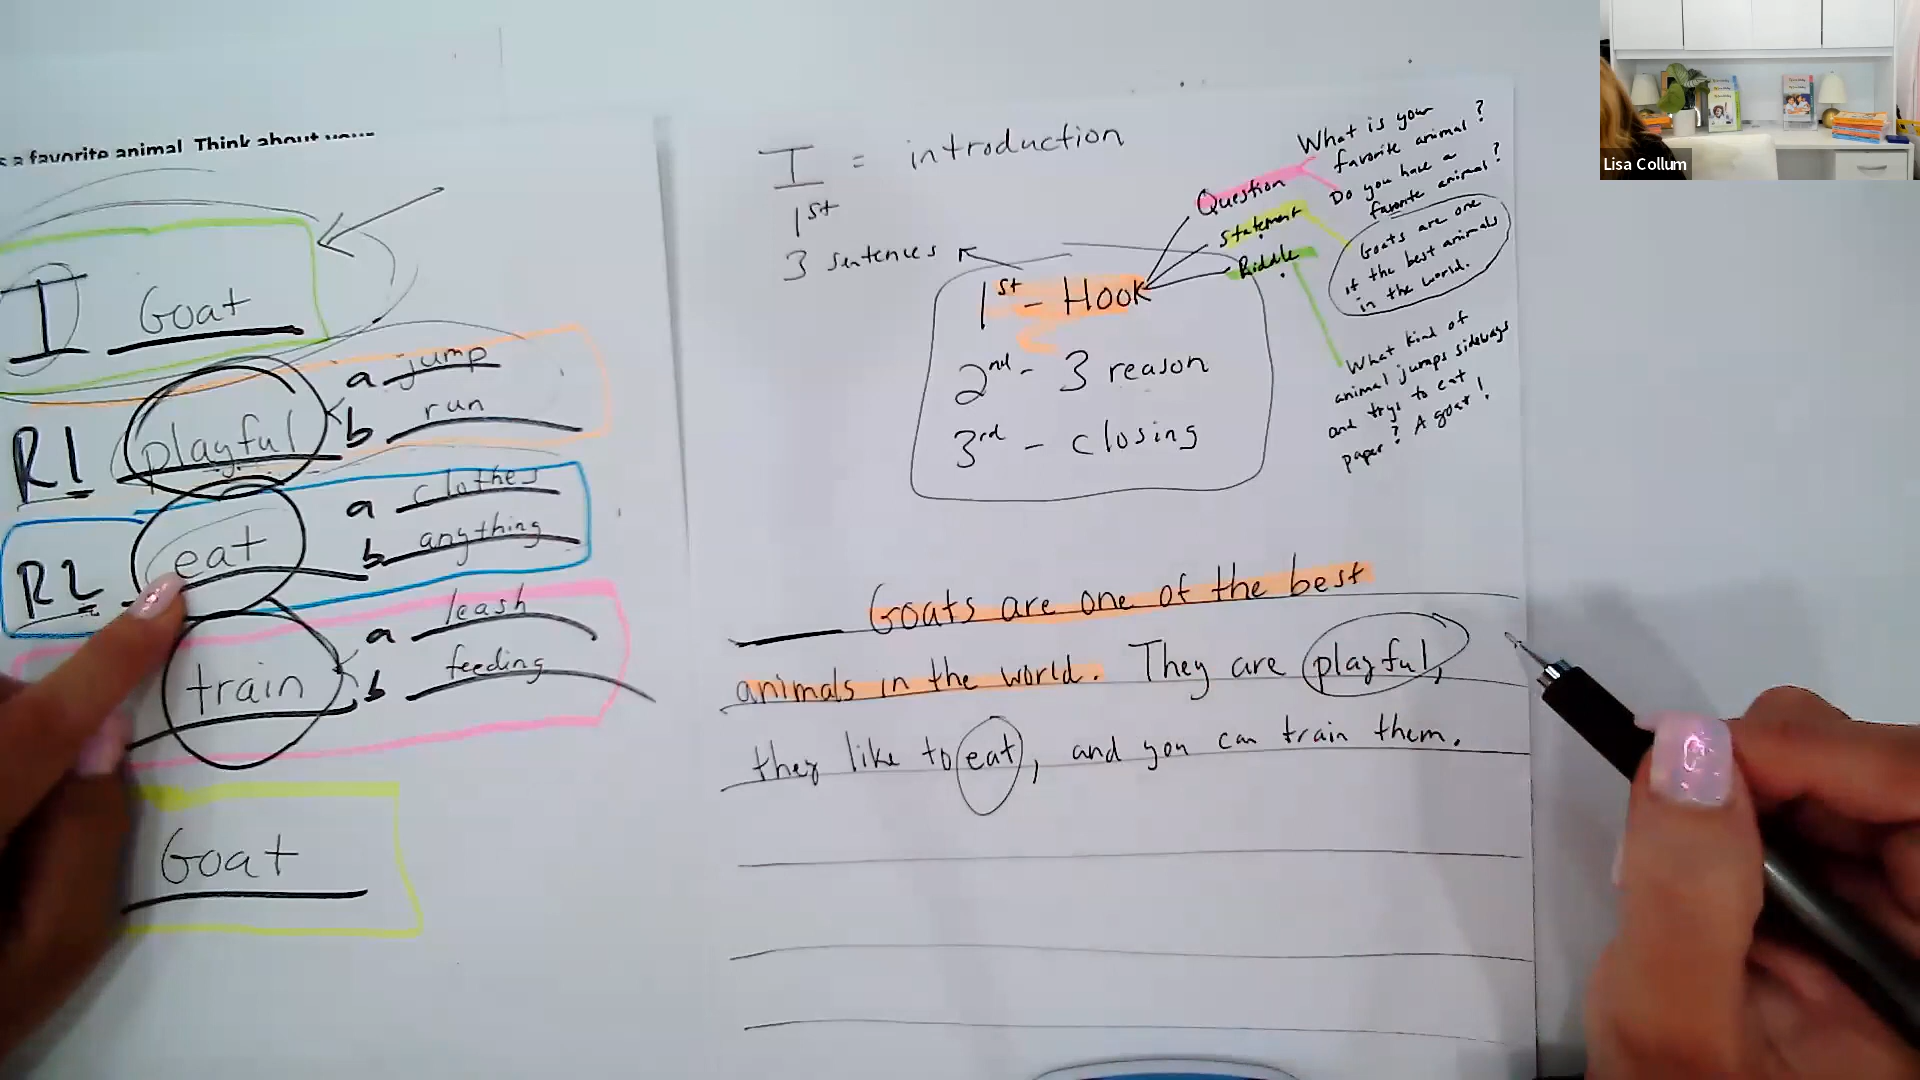 s a favorite animal. Think about your
I Goat
R1 playful
a jump
b run
R2 eat
a clothes
b anything
train
a leash
b feeding
Goat
I = introduction
1st
3 sentences
1st - Hook
2nd - 3 reason
3rd - closing
Question
Statement
Riddle
What is your
favorite animal?
Do you have a
favorite animal?
Goats are one
of the best animals
in the world.
What kind of
animal jumps sideways
and trys to eat
paper? A goat!
Goats are one of the best
animals in the world. They are playful,
they like to eat, and you can train them.
Lisa Collum